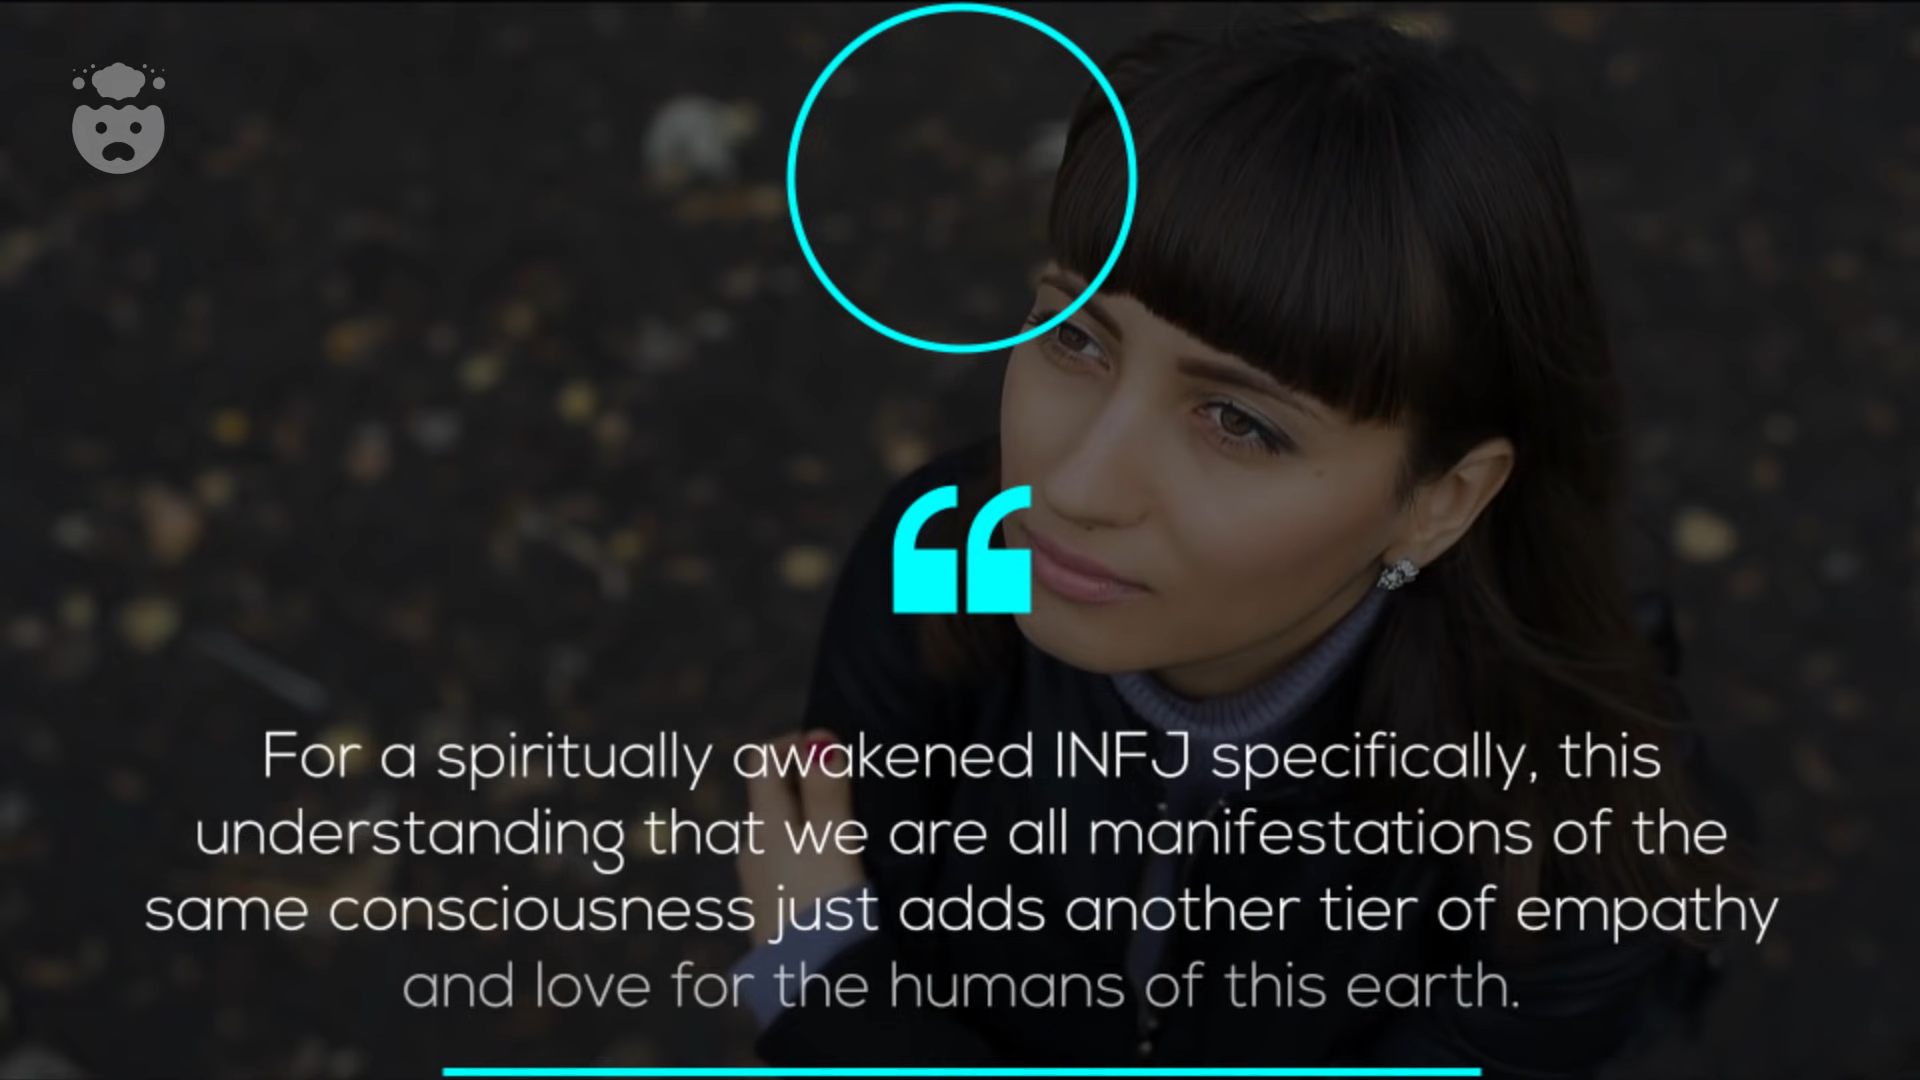 “
For a spiritually awakened INFJ specifically, this
understanding that we are all manifestations of the
same consciousness just adds another tier of empathy
and love for the humans of this earth.